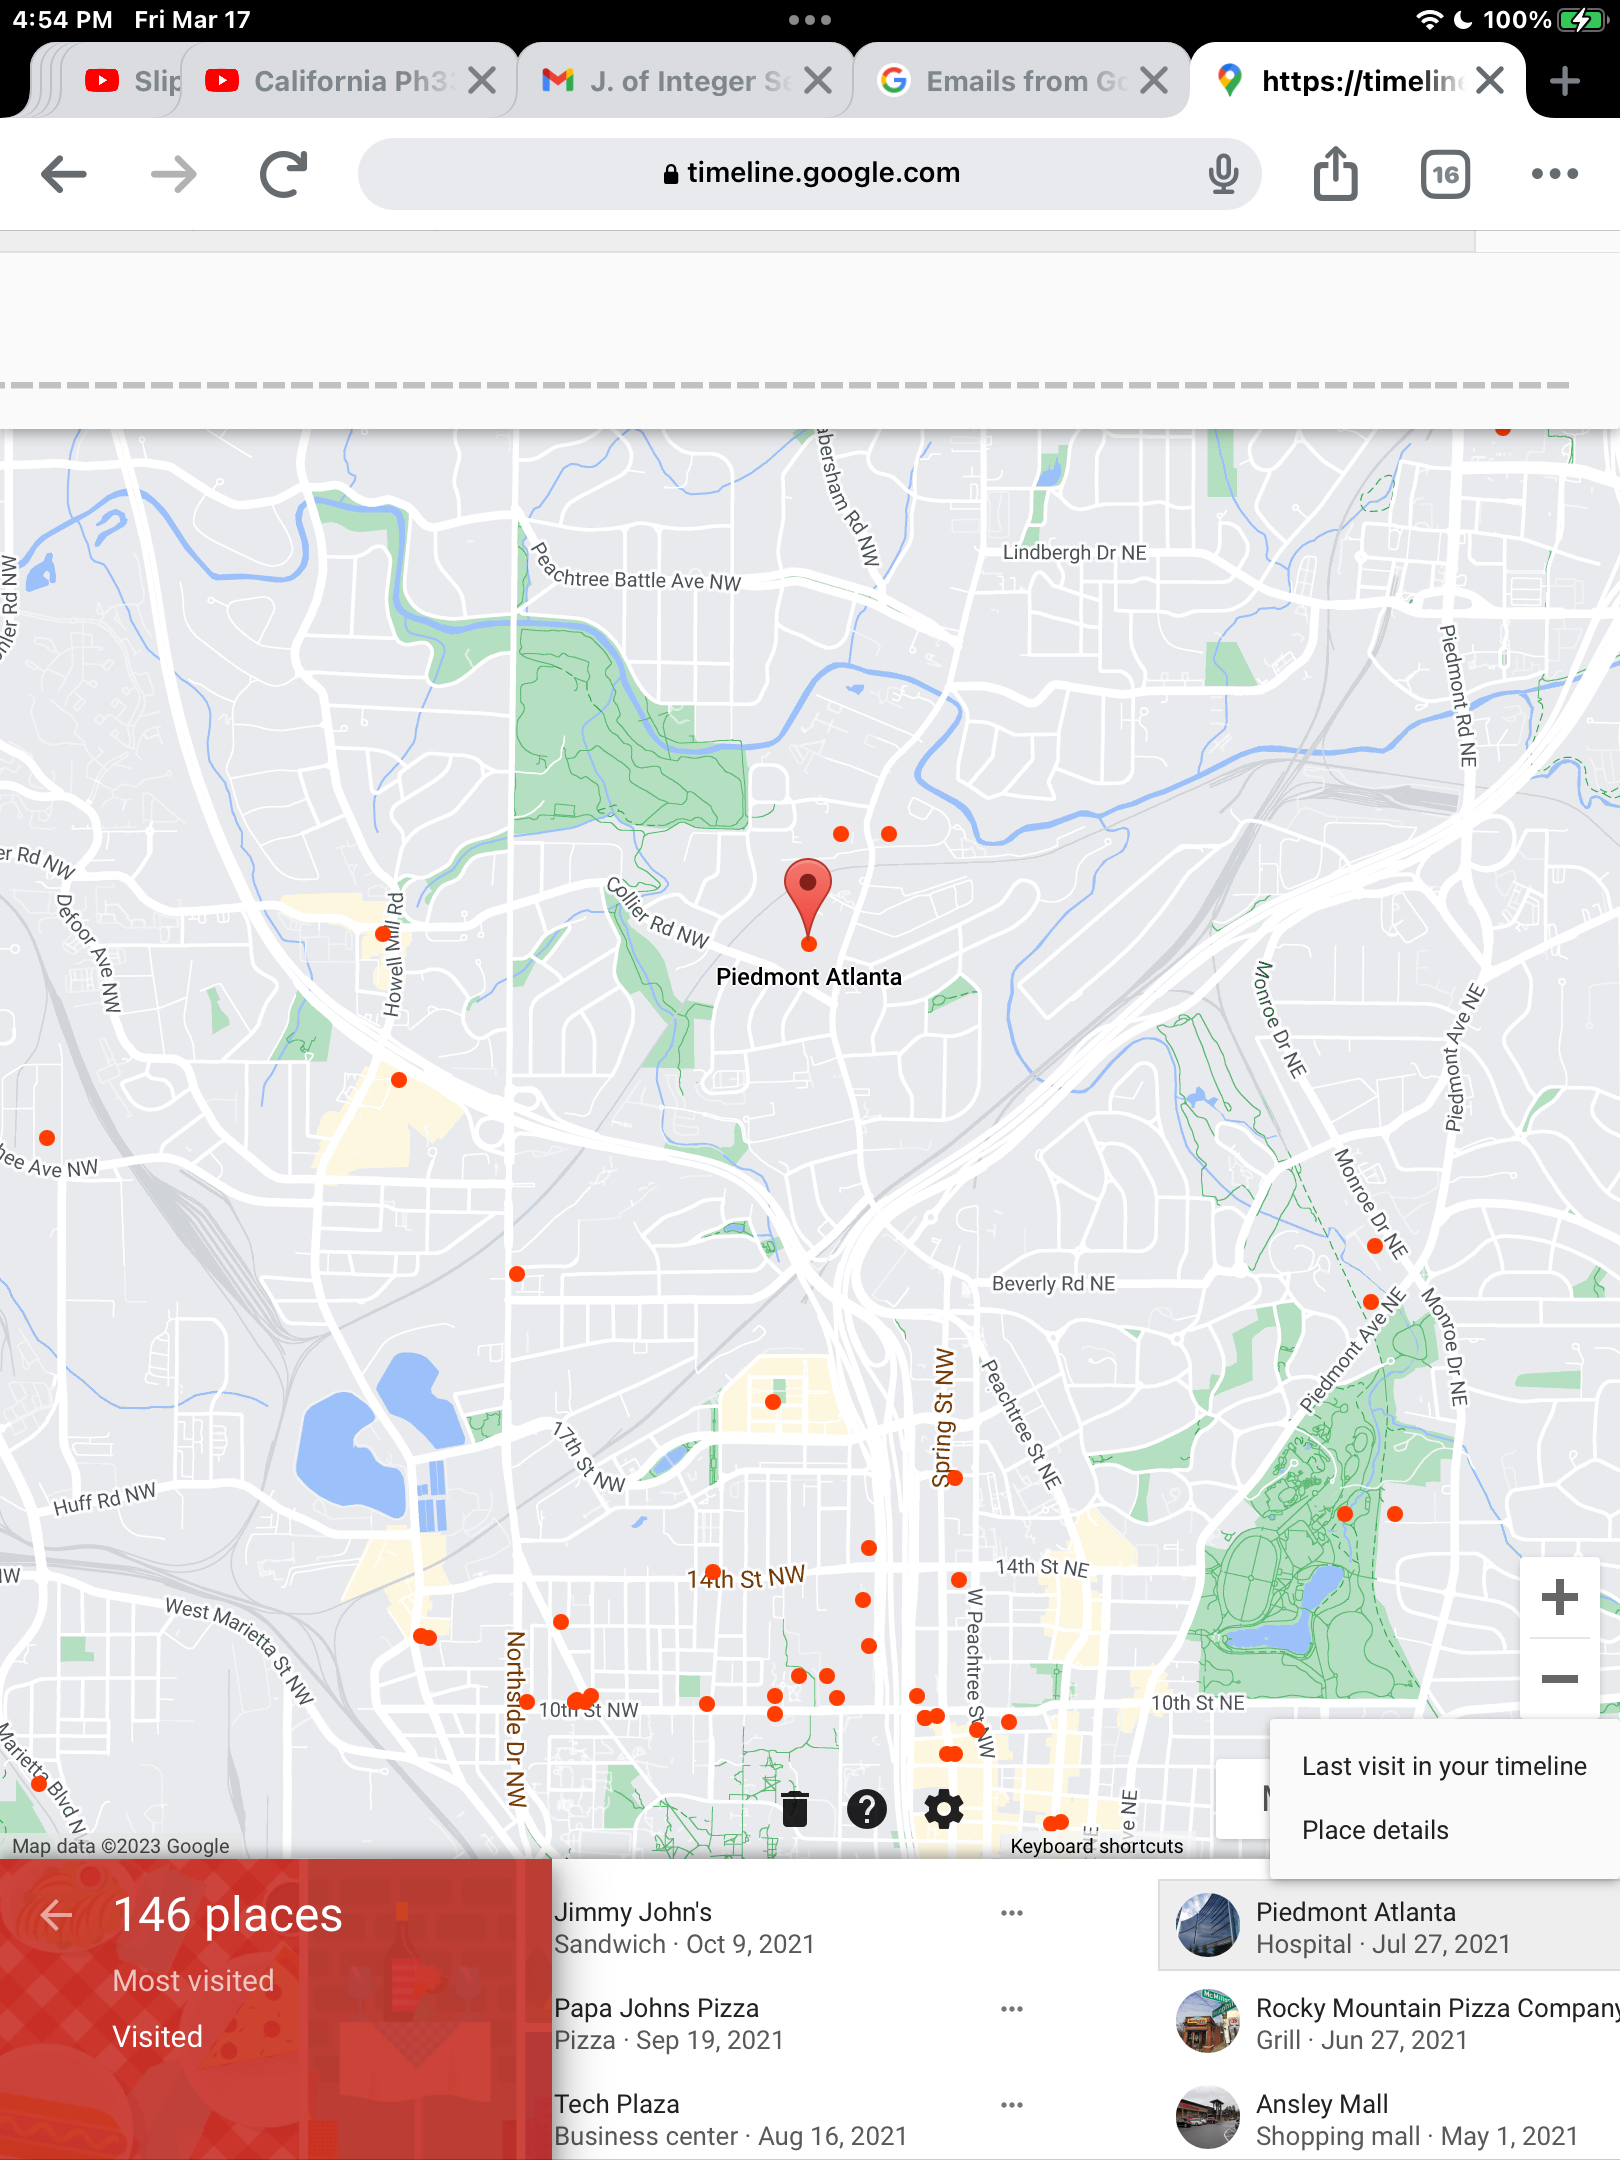 4:54 PM Fri Mar 17
100%
Slip
California Ph3
J. of Integer Se
Emails from Go
https://timeline
timeline.google.com
16
abersham Rd NW
Lindbergh Dr NE
Peachtree Battle Ave NW
Piedmont Rd NE
er Rd NW
Defoor Ave NW
Howell Mill Rd
Collier Rd NW
Piedmont Atlanta
Monroe Dr NE
Piedmont Ave NE
hee Ave NW
Monroe Dr NE
Beverly Rd NE
Piedmont Ave NE
Monroe Dr NE
Spring St NW
Peachtree St NE
17th St NW
Huff Rd NW
14th St NW
14th St NE
W Peachtree St NW
West Marietta St NW
Northside Dr NW
10th St NW
10th St NE
Marietta Blvd N
Last visit in your timeline
Place details
Map data ©2023 Google
Keyboard shortcuts
146 places
Most visited
Visited
Jimmy John's
Sandwich · Oct 9, 2021
Papa Johns Pizza
Pizza · Sep 19, 2021
Tech Plaza
Business center · Aug 16, 2021
Piedmont Atlanta
Hospital · Jul 27, 2021
Rocky Mountain Pizza Company
Grill · Jun 27, 2021
Ansley Mall
Shopping mall · May 1, 2021